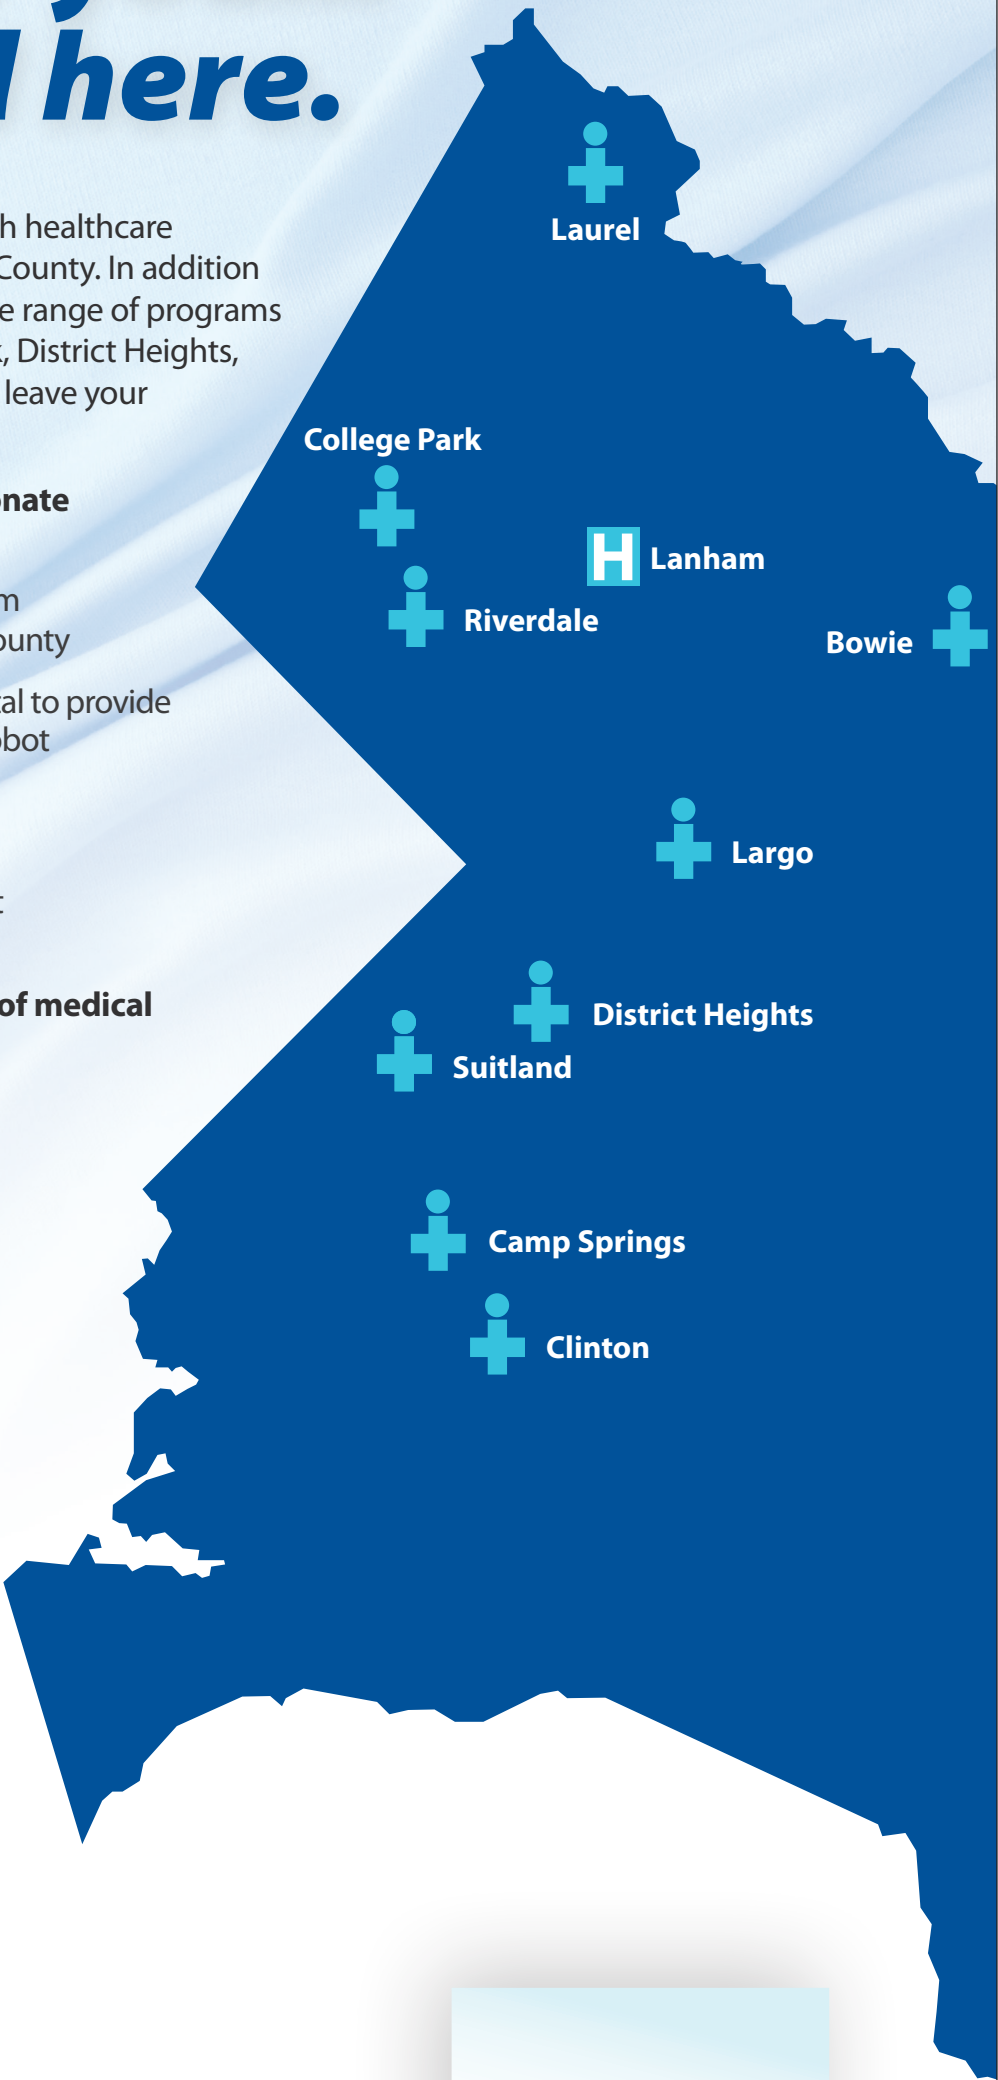 here.
h healthcare
County. In addition
e range of programs
, District Heights,
leave your
nate
m
ounty
al to provide
bot
of medical
Laurel
College Park
H Lanham
Riverdale
Bowie
Largo
District Heights
Suitland
Camp Springs
Clinton